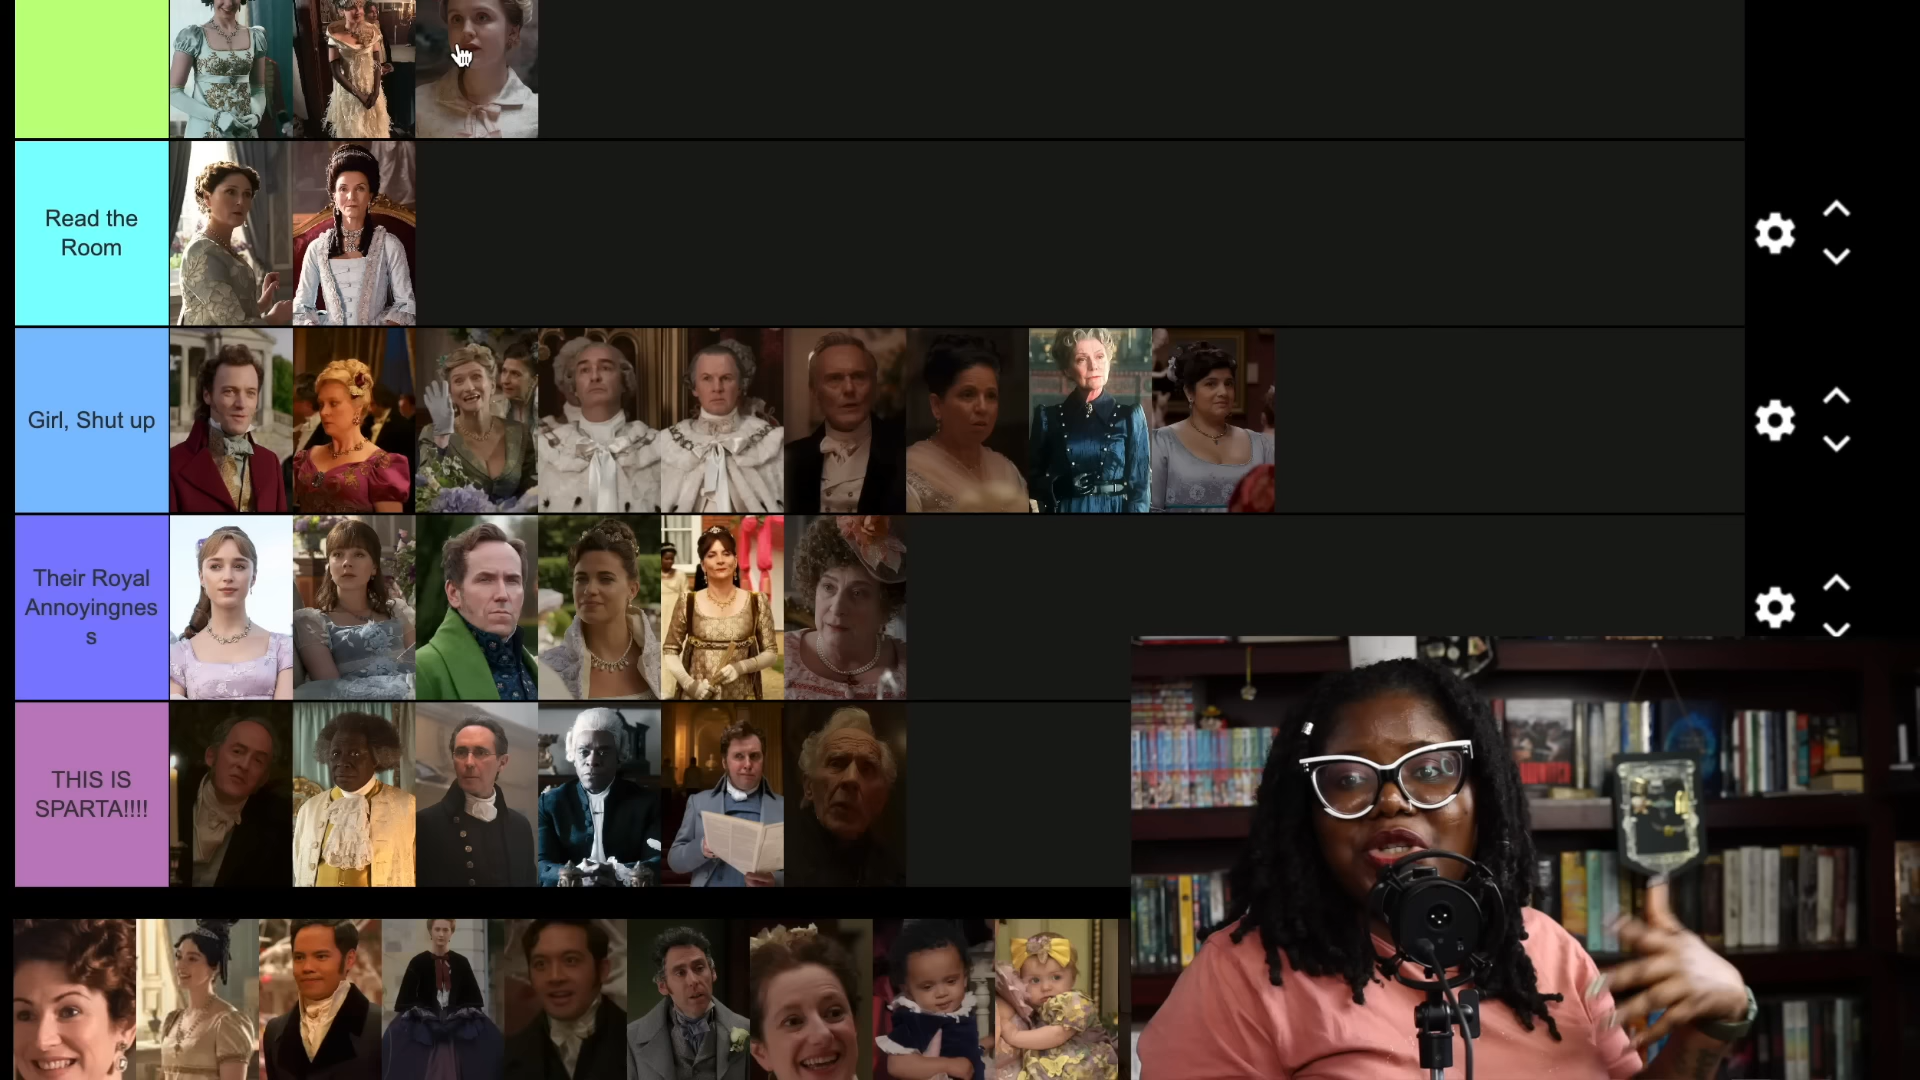 Read the
Room
Girl, Shut up
Their Royal
Annoyingnes
s
THIS IS
SPARTA!!!!